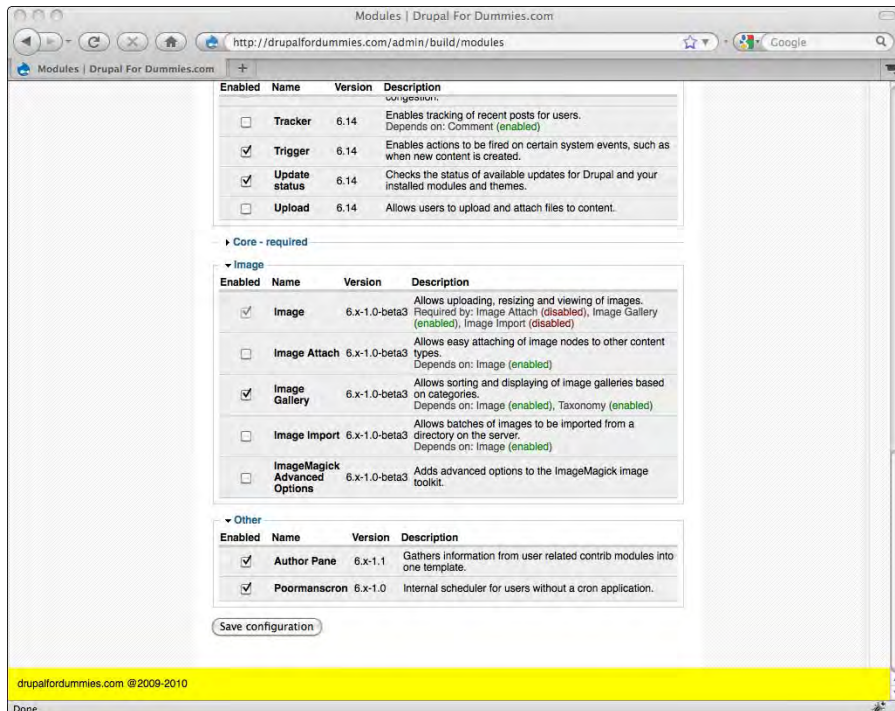 Modules | Drupal For Dummies.com
http://drupalfordummies.com/admin/build/modules
Google
Modules | Drupal For Dummies.com
+
Enabled Name Version Description
congestion.
Tracker 6.14 Enables tracking of recent posts for users.
Depends on: Comment (enabled)
Trigger 6.14 Enables actions to be fired on certain system events, such as
when new content is created.
Update
status 6.14 Checks the status of available updates for Drupal and your
installed modules and themes.
Upload 6.14 Allows users to upload and attach files to content.
Core - required
Image
Enabled Name Version Description
Image 6.x-1.0-beta3 Allows uploading, resizing and viewing of images.
Required by: Image Attach (disabled), Image Gallery
(enabled), Image Import (disabled)
Image Attach 6.x-1.0-beta3 Allows easy attaching of image nodes to other content
types.
Depends on: Image (enabled)
Image
Gallery 6.x-1.0-beta3 Allows sorting and displaying of image galleries based
on categories.
Depends on: Image (enabled), Taxonomy (enabled)
Image Import 6.x-1.0-beta3 Allows batches of images to be imported from a
directory on the server.
Depends on: Image (enabled)
ImageMagick
Advanced
Options 6.x-1.0-beta3 Adds advanced options to the ImageMagick image
toolkit.
Other
Enabled Name Version Description
Author Pane 6.x-1.1 Gathers information from user related contrib modules into
one template.
Poormanscron 6.x-1.0 Internal scheduler for users without a cron application.
Save configuration
drupalfordummies.com @2009-2010
Done